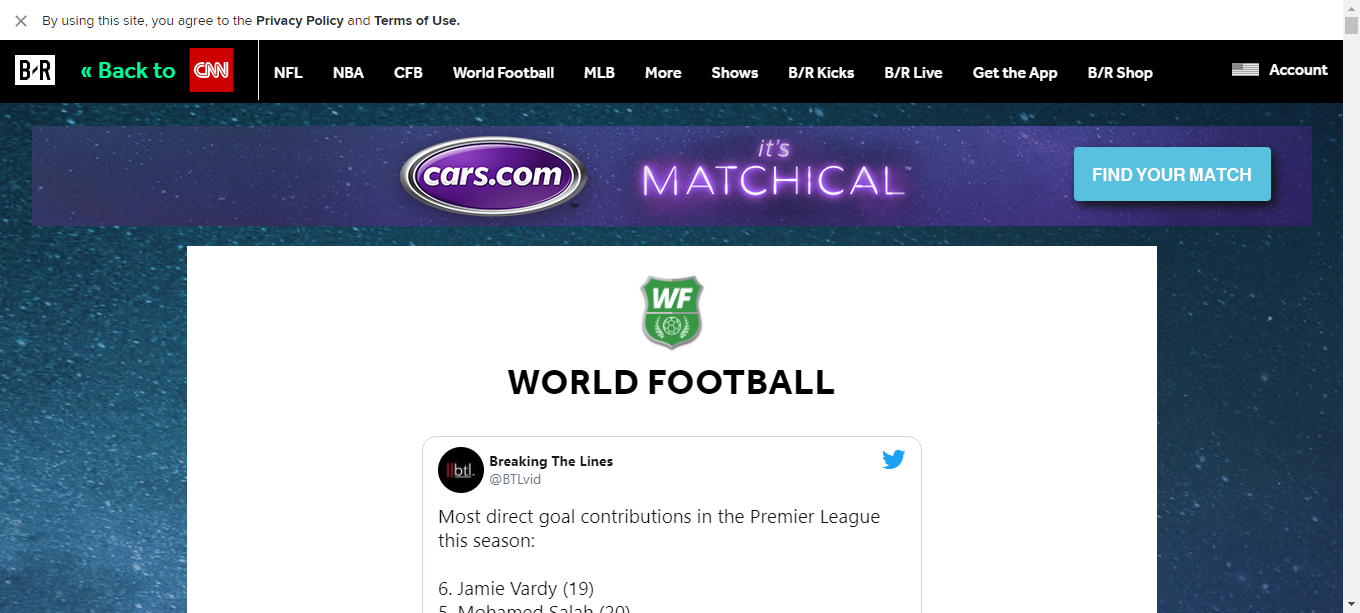 By using this site, you agree to the Privacy Policy and Terms of Use.
B/R
« Back to
CNN
NFL
NBA
CFB
World Football
MLB
More
Shows
B/R Kicks
B/R Live
Get the App
B/R Shop
Account
cars.com
™
it's
MATCHICAL™
FIND YOUR MATCH
WF
WORLD FOOTBALL
btl.
Breaking The Lines
@BTLvid
Most direct goal contributions in the Premier League
this season:
6. Jamie Vardy (19)
5. Mohamed Salah (20)